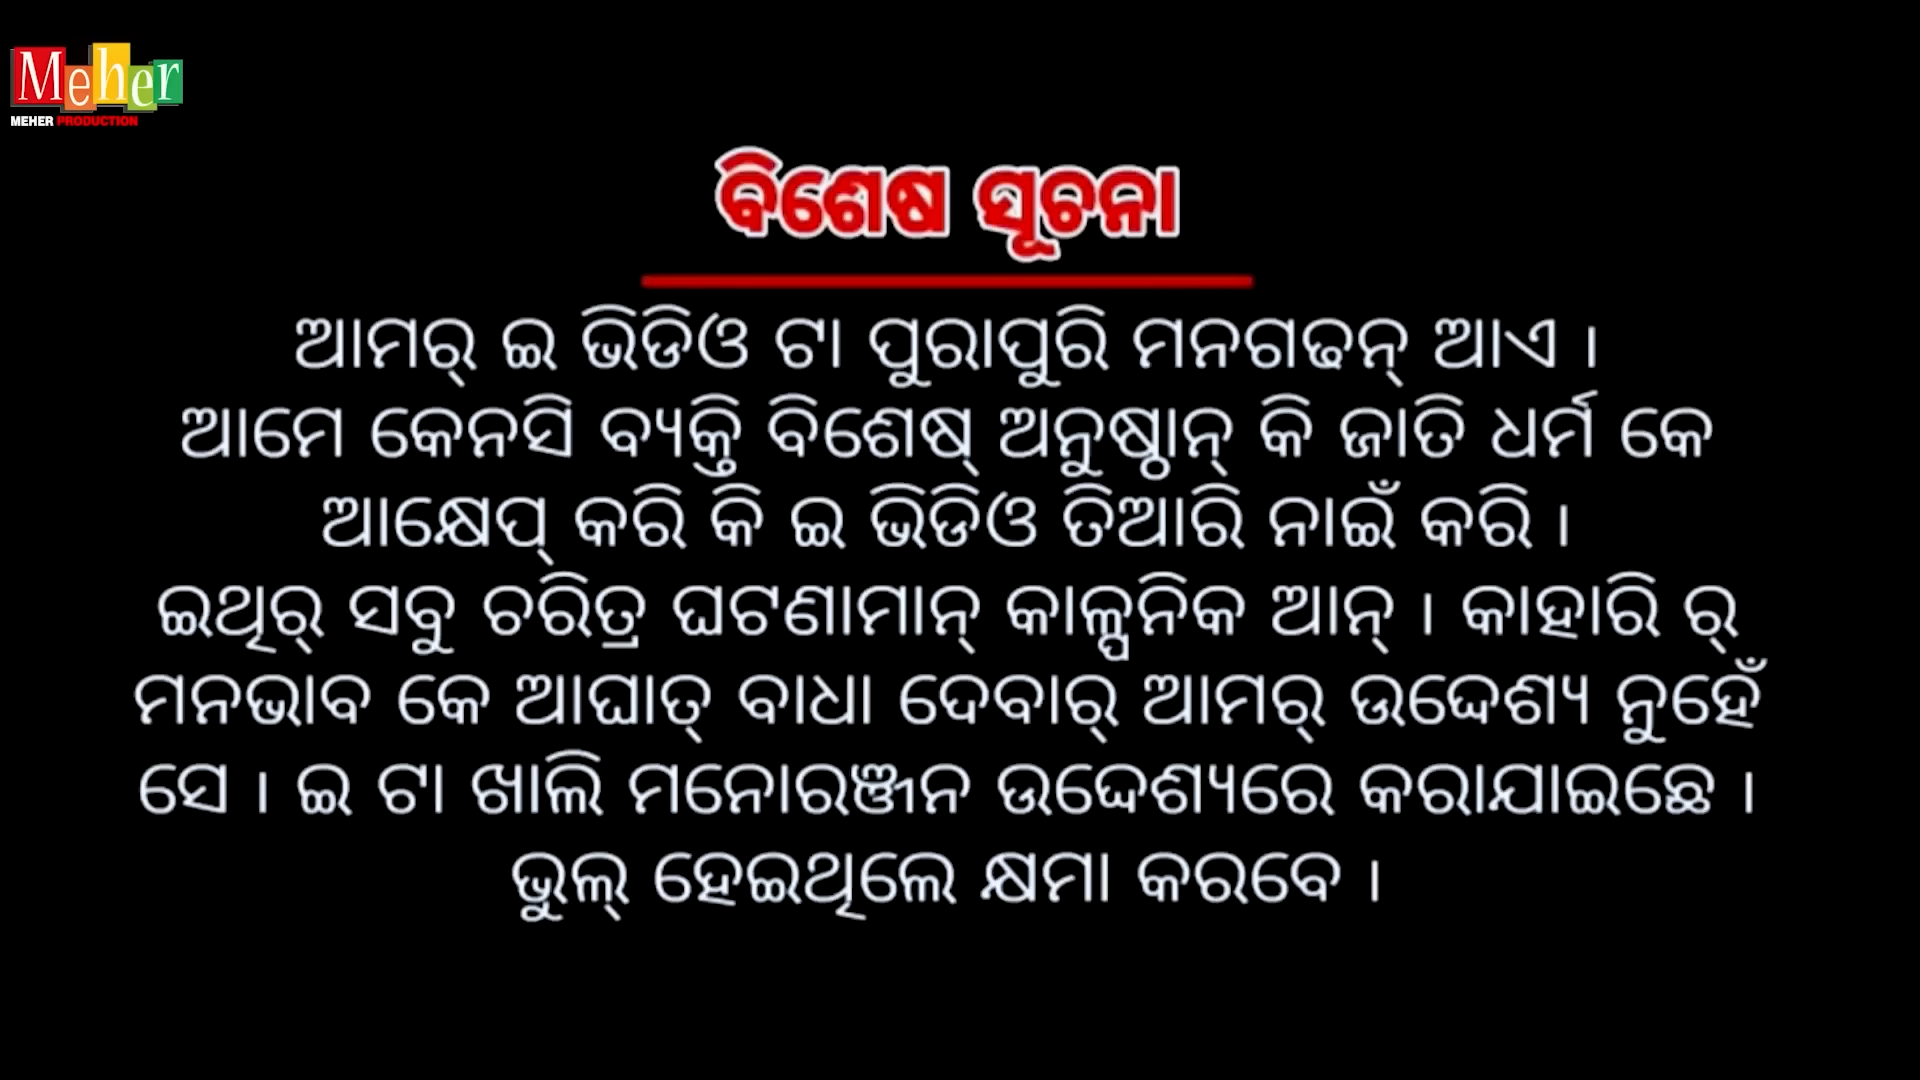 Meher
MEHER PRODUCTION
ବିଶେଷ ସୂଚନା
ଆମର୍ ଇ ଭିଡିଓ ଟା ପୁରାପୁରି ମନଗଢନ୍ ଆଏ ।
ଆମେ କେନସି ବ୍ୟକ୍ତି ବିଶେଷ୍ ଅନୁଷ୍ଠାନ୍ କି ଜାତି ଧର୍ମ କେ
ଆକ୍ଷେପ୍ କରି କି ଇ ଭିଡିଓ ତିଆରି ନାଇଁ କରି ।
ଇଥିର୍ ସବୁ ଚରିତ୍ର ଘଟଣାମାନ୍ କାଳ୍ପନିକ ଆନ୍ । କାହାରି ର୍
ମନଭାବ କେ ଆଘାତ୍ ବାଧା ଦେବାର୍ ଆମର୍ ଉଦ୍ଦେଶ୍ୟ ନୁହେଁ
ସେ । ଇ ଟା ଖାଲି ମନୋରଞ୍ଜନ ଉଦ୍ଦେଶ୍ୟରେ କରାଯାଇଛେ ।
ଭୁଲ୍ ହେଇଥିଲେ କ୍ଷମା କରବେ ।